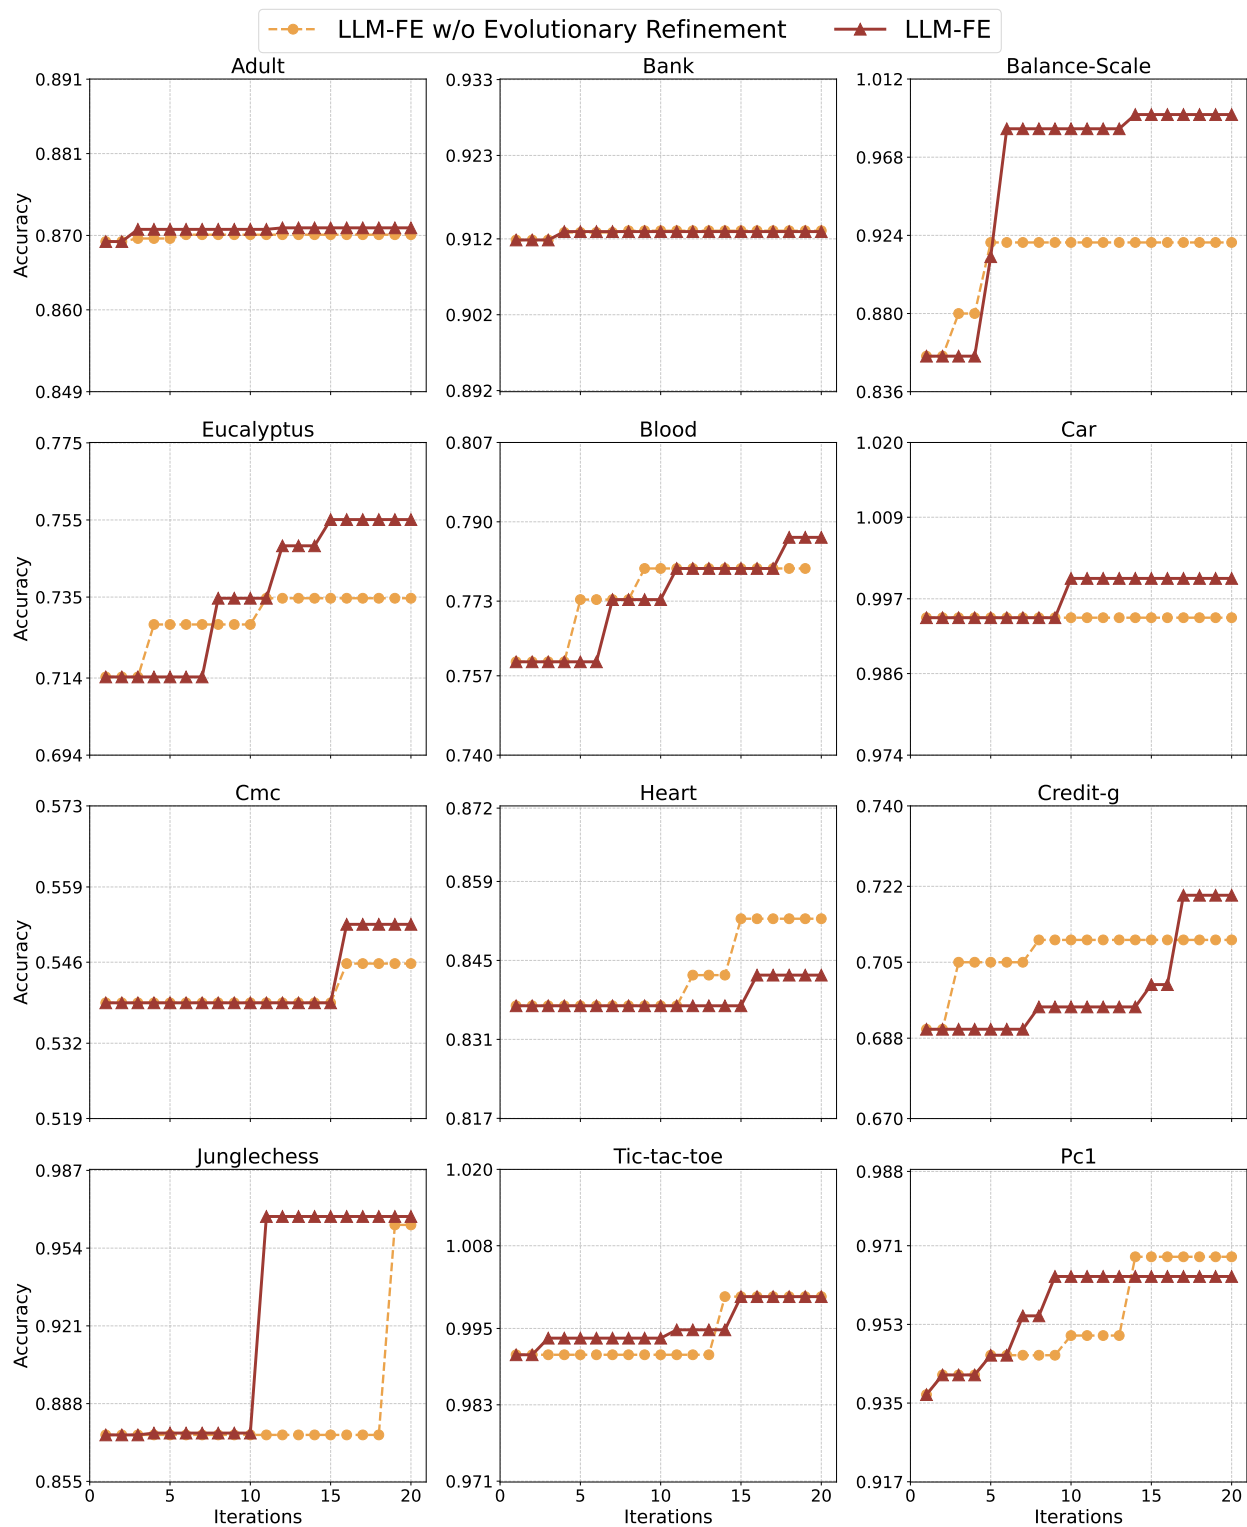 LLM-FE w/o Evolutionary Refinement LLM-FE
Adult Bank Balance-Scale
0.891 0.933 1.012
0.881 0.923 0.968
0.870 0.912 0.924
0.860 0.902 0.880
0.849 0.892 0.836
Accuracy
Eucalyptus Blood Car
0.775 0.807 1.020
0.755 0.790 1.009
0.735 0.773 0.997
0.714 0.757 0.986
0.694 0.740 0.974
Accuracy
Cmc Heart Credit-g
0.573 0.872 0.740
0.559 0.859 0.722
0.546 0.845 0.705
0.532 0.831 0.688
0.519 0.817 0.670
Accuracy
Junglechess Tic-tac-toe Pc1
0.987 1.020 0.988
0.954 1.008 0.971
0.921 0.995 0.953
0.888 0.983 0.935
0.855 0.971 0.917
Accuracy
0 5 10 15 20 0 5 10 15 20 0 5 10 15 20
Iterations Iterations Iterations